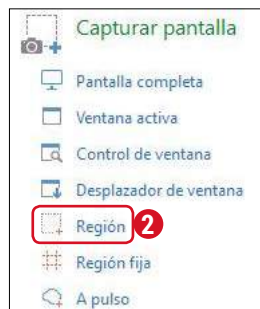 Capturar pantalla
Pantalla completa
Ventana activa
Control de ventana
Desplazador de ventana
Región 2
Región fija
A pulso